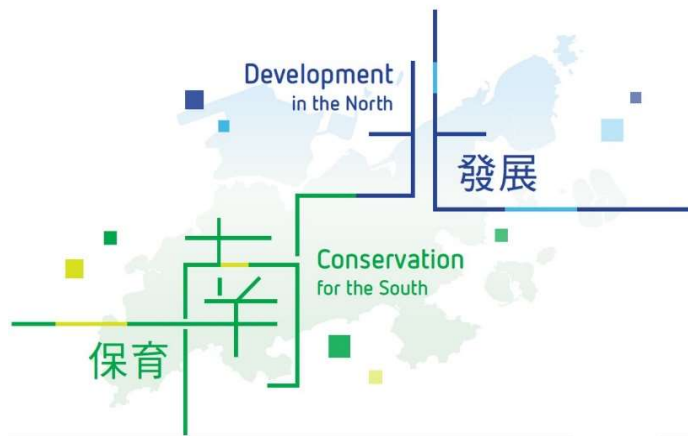 Development
in the North
北
發展
南
Conservation
for the South
保育